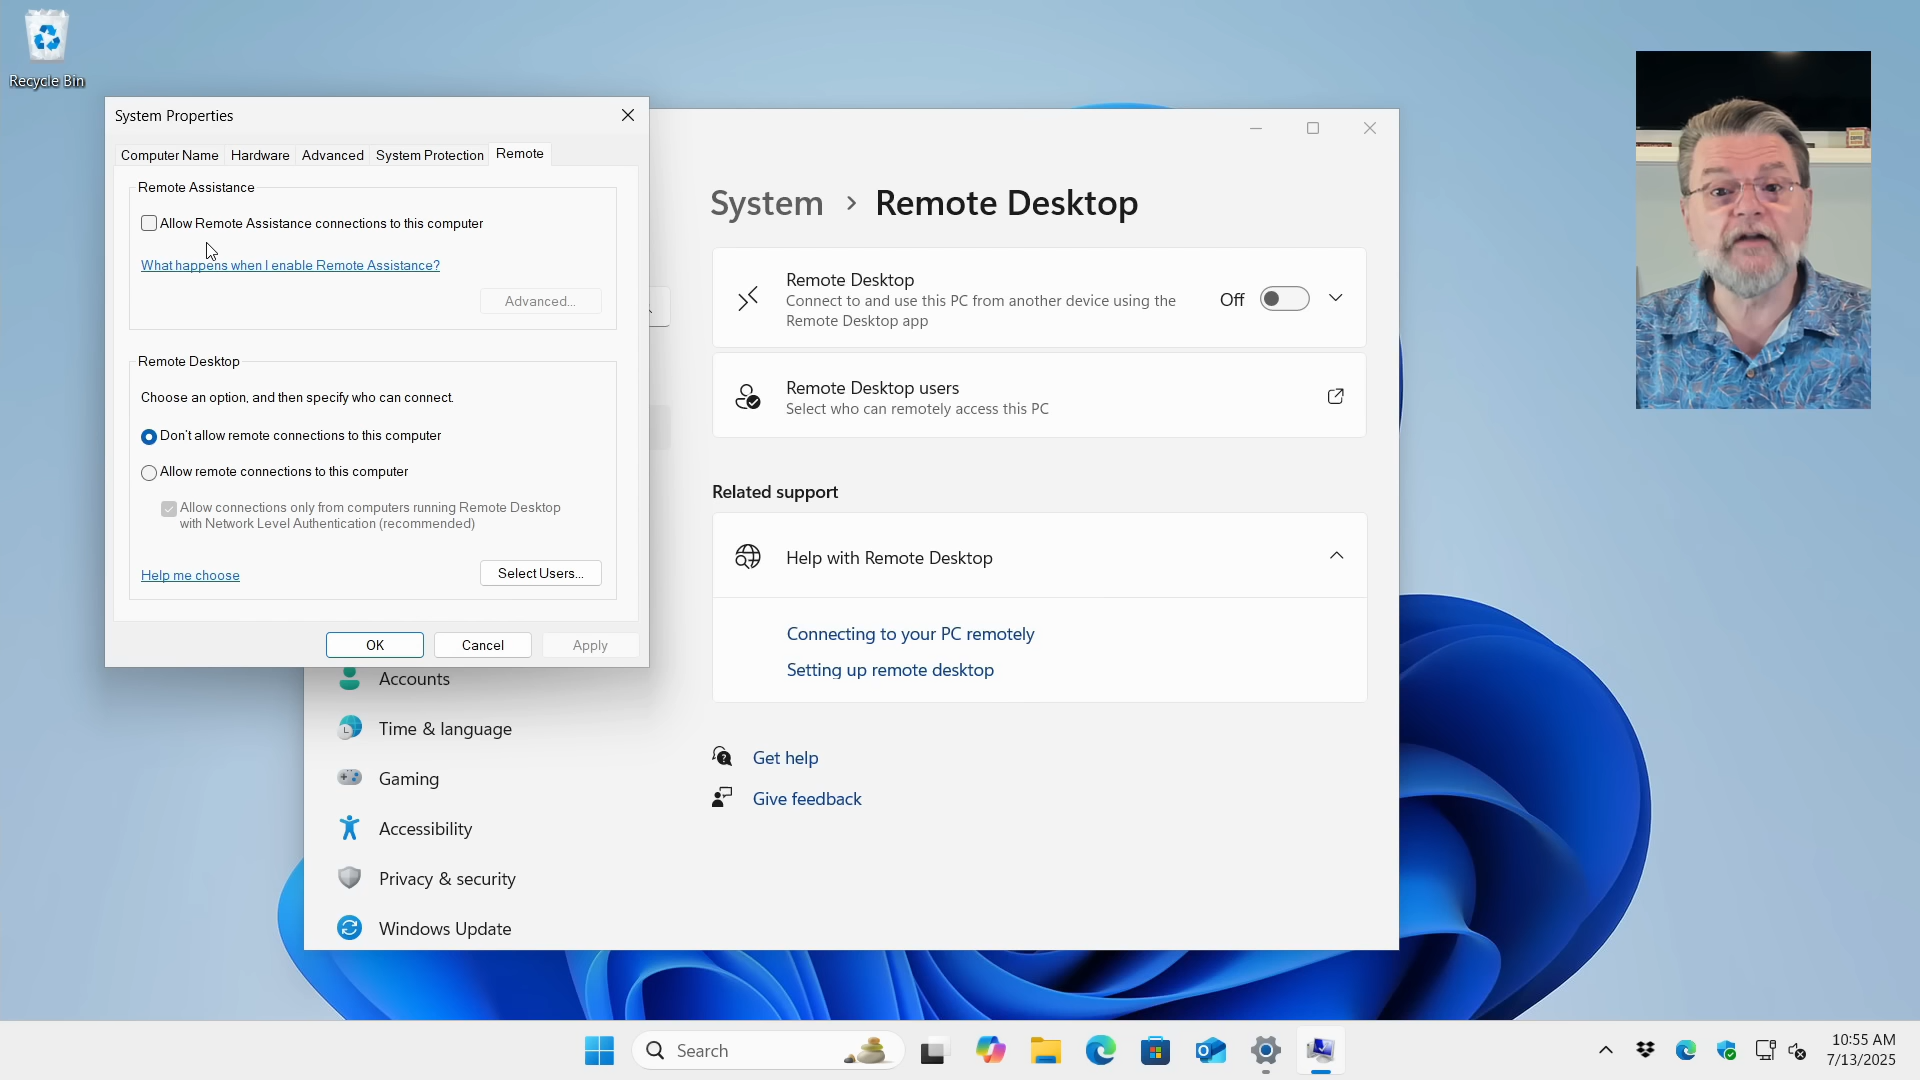 Recycle Bin
System Properties
Computer Name
Hardware
Advanced
System Protection
Remote
Remote Assistance
Allow Remote Assistance connections to this computer
What happens when I enable Remote Assistance?
Advanced...
Remote Desktop
Choose an option, and then specify who can connect.
Don't allow remote connections to this computer
Allow remote connections to this computer
Allow connections only from computers running Remote Desktop
with Network Level Authentication (recommended)
Help me choose
Select Users...
OK
Cancel
Apply
System > Remote Desktop
Remote Desktop
Connect to and use this PC from another device using the
Remote Desktop app
Off
Remote Desktop users
Select who can remotely access this PC
Related support
Help with Remote Desktop
Connecting to your PC remotely
Setting up remote desktop
Get help
Give feedback
Accounts
Time & language
Gaming
Accessibility
Privacy & security
Windows Update
Search
10:55 AM
7/13/2025